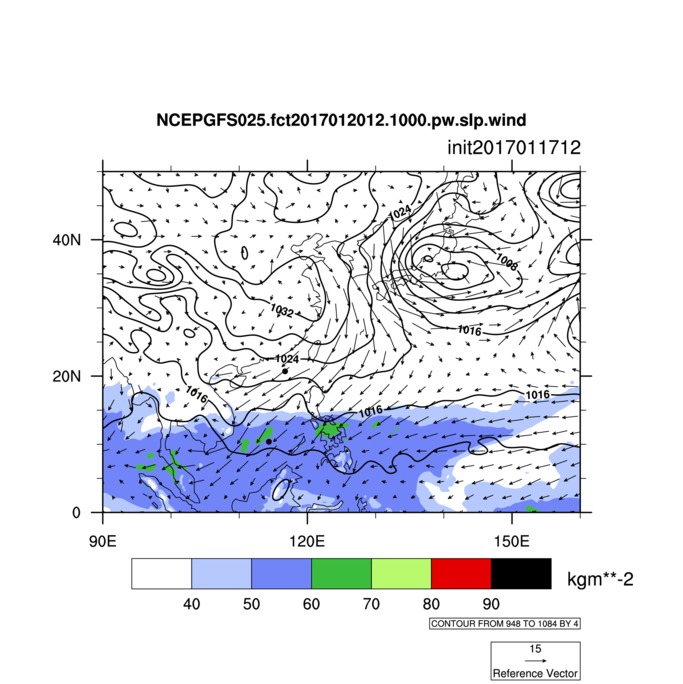 NCEPGFS025.fct2017012012.1000.pw.slp.wind
init2017011712
1024
40N
1008
1032
1016
1024
20N
1016
1016
1016
0
90E 120E 150E
kgm**-2
40 50 60 70 80 90
CONTOUR FROM 948 TO 1084 BY 4
15
Reference Vector